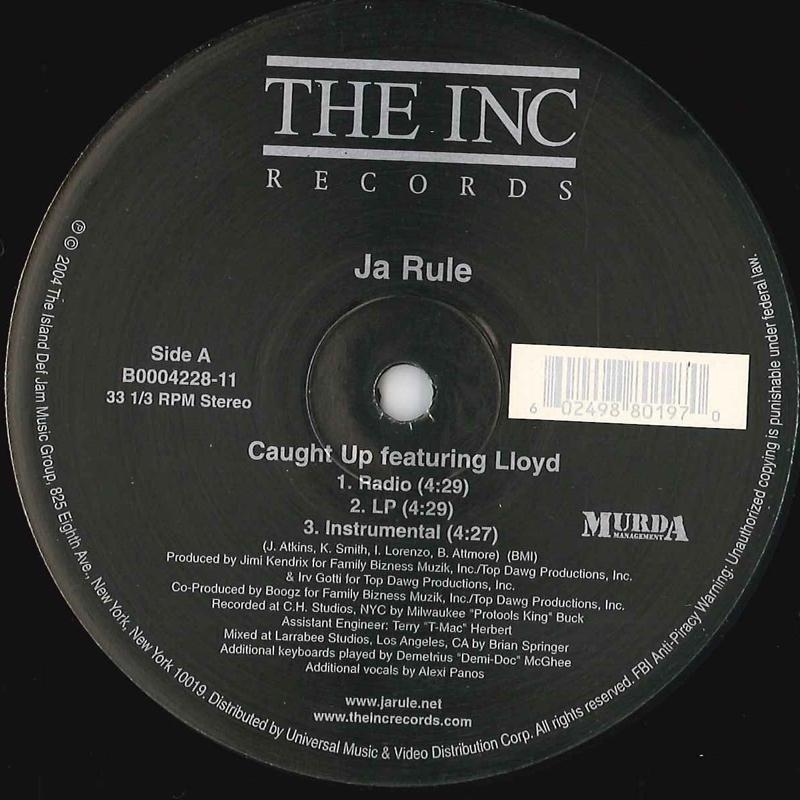 THE INC
RECORDS
Ja Rule
Side A
B0004228-11
33 1/3 RPM Stereo
6 02498 80197 0
Caught Up featuring Lloyd
1. Radio (4:29)
2. LP (4:29)
3. Instrumental (4:27)
MURDA
MANAGEMENT
(J. Atkins, K. Smith, I. Lorenzo, B. Attmore) (BMI)
Produced by Jimi Kendrix for Family Bizness Muzik, Inc./Top Dawg Productions, Inc.
& Irv Gotti for Top Dawg Productions, Inc.
Co-Produced by Boogz for Family Bizness Muzik, Inc./Top Dawg Productions, Inc.
Recorded at C.H. Studios, NYC by Milwaukee "Protools King" Buck
Assistant Engineer: Terry "T-Mac" Herbert
Mixed at Larrabee Studios, Los Angeles, CA by Brian Springer
Additional keyboards played by Demetrius "Demi-Doc" McGhee
Additional vocals by Alexi Panos
www.jarule.net
www.theincrecords.com
℗ © 2004 The Island Def Jam Music Group, 825 Eighth Ave., New York, New York 10019. Distributed by Universal Music & Video Distribution Corp. All rights reserved. FBI Anti-Piracy Warning: Unauthorized copying is punishable under federal law.